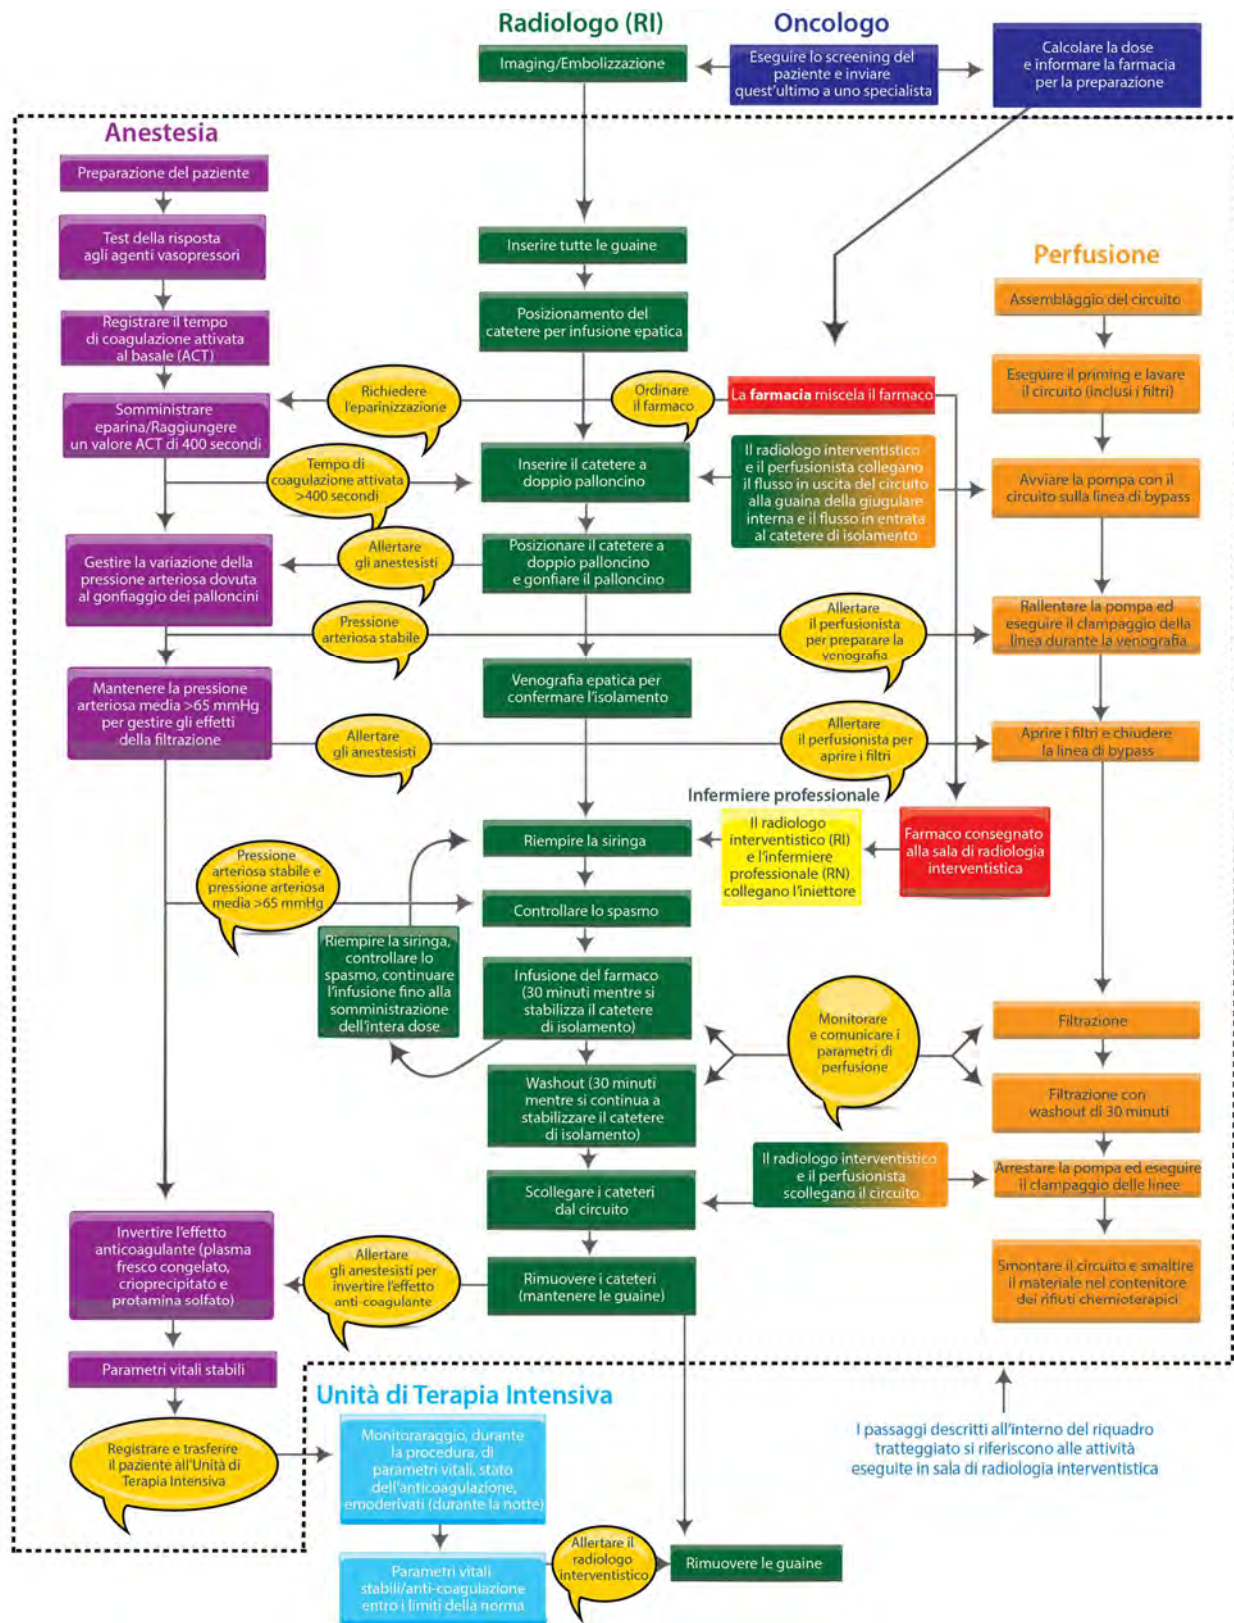 Radiologo (RI)
Oncologo
Imaging/Embolizzazione
Eseguire lo screening del
paziente e inviare
quest'ultimo a uno specialista
Calcolare la dose
e informare la farmacia
per la preparazione
Anestesia
Preparazione del paziente
Test della risposta
agli agenti vasopressori
Registrare il tempo
di coagulazione attivata
al basale (ACT)
Somministrare
eparina/Raggiungere
un valore ACT di 400 secondi
Gestire la variazione della
pressione arteriosa dovuta
al gonfiaggio dei palloncini
Mantenere la pressione
arteriosa media >65 mmHg
per gestire gli effetti
della filtrazione
Inserire tutte le guaine
Posizionamento del
catetere per infusione epatica
Richiedere
l'eparinizzazione
Ordinare
il farmaco
La farmacia miscela il farmaco
Tempo di
coagulazione attivata
>400 secondi
Inserire il catetere a
doppio palloncino
Il radiologo interventistico
e il perfusionista collegano
il flusso in uscita del circuito
alla guaina della giugulare
interna e il flusso in entrata
al catetere di isolamento
Allertare
gli anestesisti
Posizionare il catetere a
doppio palloncino
e gonfiare il palloncino
Pressione
arteriosa stabile
Allertare
il perfusionista
per preparare la
venografia
Venografia epatica per
confermare l'isolamento
Allertare
gli anestesisti
Allertare
il perfusionista per
aprire i filtri
Perfusione
Assemblaggio del circuito
Eseguire il priming e lavare
il circuito (inclusi i filtri)
Avviare la pompa con il
circuito sulla linea di bypass
Rallentare la pompa ed
eseguire il clampaggio della
linea durante la venografia
Aprire i filtri e chiudere
la linea di bypass
Infermiere professionale
Riempire la siringa
Il radiologo
interventistico (RI)
e l'infermiere
professionale (RN)
collegano l'iniettore
Farmaco consegnato
alla sala di radiologia
interventistica
Pressione
arteriosa stabile e
pressione arteriosa
media >65 mmHg
Controllare lo spasmo
Riempire la siringa,
controllare lo
spasmo, continuare
l'infusione fino alla
somministrazione
dell'intera dose
Infusione del farmaco
(30 minuti mentre si
stabilizza il catetere
di isolamento)
Monitorare
e comunicare i
parametri di
perfusione
Filtrazione
Washout (30 minuti
mentre si continua a
stabilizzare il catetere
di isolamento)
Filtrazione con
washout di 30 minuti
Il radiologo interventistico
e il perfusionista
scollegano il circuito
Arrestare la pompa ed eseguire
il clampaggio delle linee
Scollegare i cateteri
dal circuito
Invertire l'effetto
anticoagulante (plasma
fresco congelato,
crioprecipitato e
protamina solfato)
Allertare
gli anestesisti per
invertire l'effetto
anti-coagulante
Rimuovere i cateteri
(mantenere le guaine)
Smontare il circuito e smaltire
il materiale nel contenitore
dei rifiuti chemioterapici
Parametri vitali stabili
Registrare e trasferire
il paziente all'Unità di
Terapia Intensiva
Unità di Terapia Intensiva
Monitoraraggio, durante
la procedura, di
parametri vitali, stato
dell'anticoagulazione,
emoderivati (durante la notte)
I passaggi descritti all'interno del riquadro
tratteggiato si riferiscono alle attività
eseguite in sala di radiologia interventistica
Parametri vitali
stabili/anti-coagulazione
entro i limiti della norma
Allertare il
radiologo
interventistico
Rimuovere le guaine